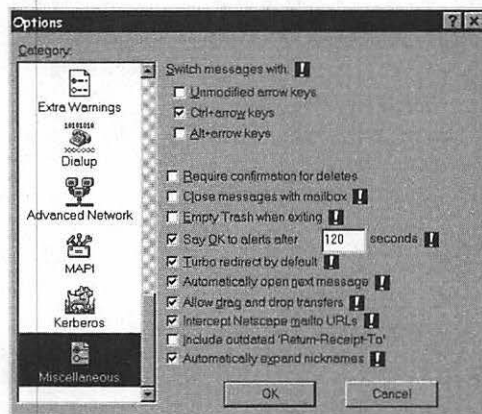 Options
Category:
Extra Warnings
10101010
Dialup
Advanced Network
MAPI
Kerberos
Miscellaneous
Switch messages with:
Unmodified arrow keys
Ctrl+arrow keys
Alt+arrow keys
Require confirmation for deletes
Close messages with mailbox
Empty Trash when exiting
Say OK to alerts after 120 seconds
Turbo redirect by default
Automatically open next message
Allow drag and drop transfers
Intercept Netscape mailto URLs
Include outdated 'Return-Receipt-To'
Automatically expand nicknames
OK
Cancel